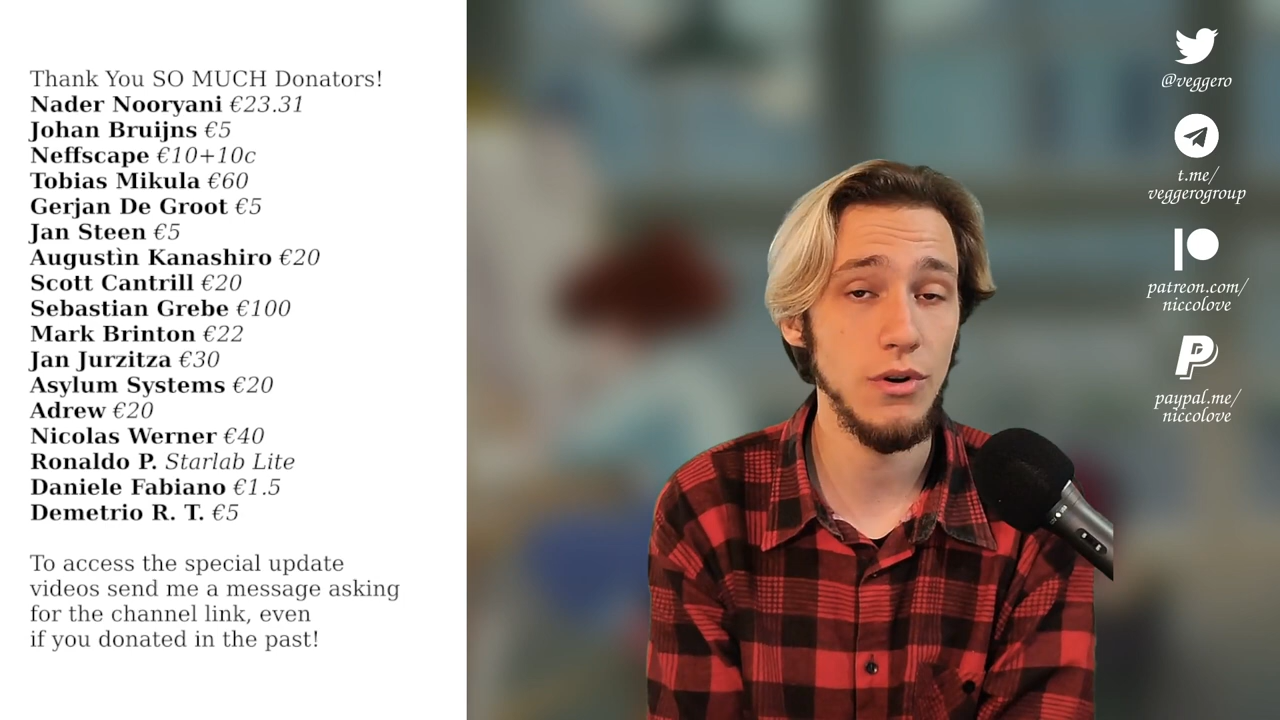 Thank You SO MUCH Donators!
Nader Nooryani €23.31
Johan Bruijns €5
Neffscape €10+10c
Tobias Mikula €60
Gerjan De Groot €5
Jan Steen €5
Augustìn Kanashiro €20
Scott Cantrill €20
Sebastian Grebe €100
Mark Brinton €22
Jan Jurzitza €30
Asylum Systems €20
Adrew €20
Nicolas Werner €40
Ronaldo P. Starlab Lite
Daniele Fabiano €1.5
Demetrio R. T. €5
To access the special update
videos send me a message asking
for the channel link, even
if you donated in the past!
@veggero
t.me/
veggerogroup
patreon.com/
niccolove
paypal.me/
niccolove